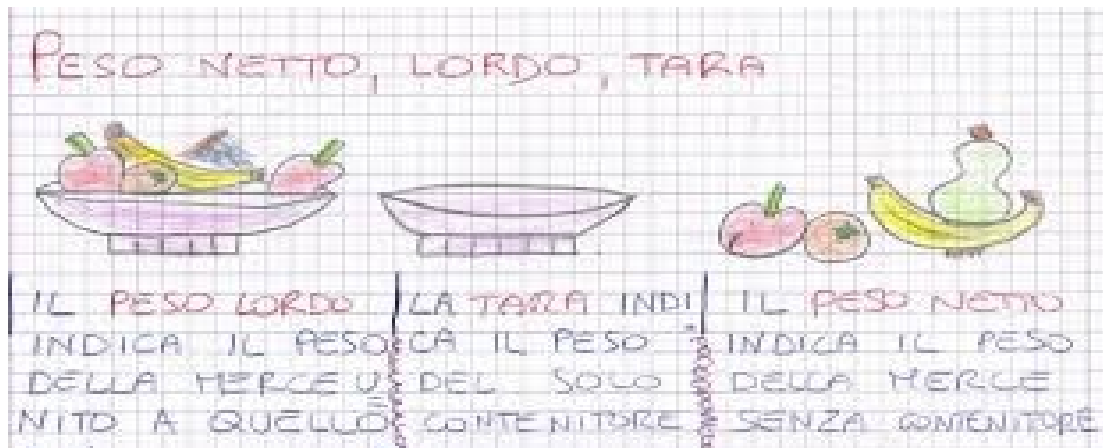 PESO NETTO, LORDO, TARA
IL PESO LORDO
INDICA IL PESO
DELLA MERCE U
NITO A QUELLO
LA TARA INDI
CA IL PESO
DEL SOLO
CONTENITORE
IL PESO NETTO
INDICA IL PESO
DELLA MERCE
SENZA CONTENITORE